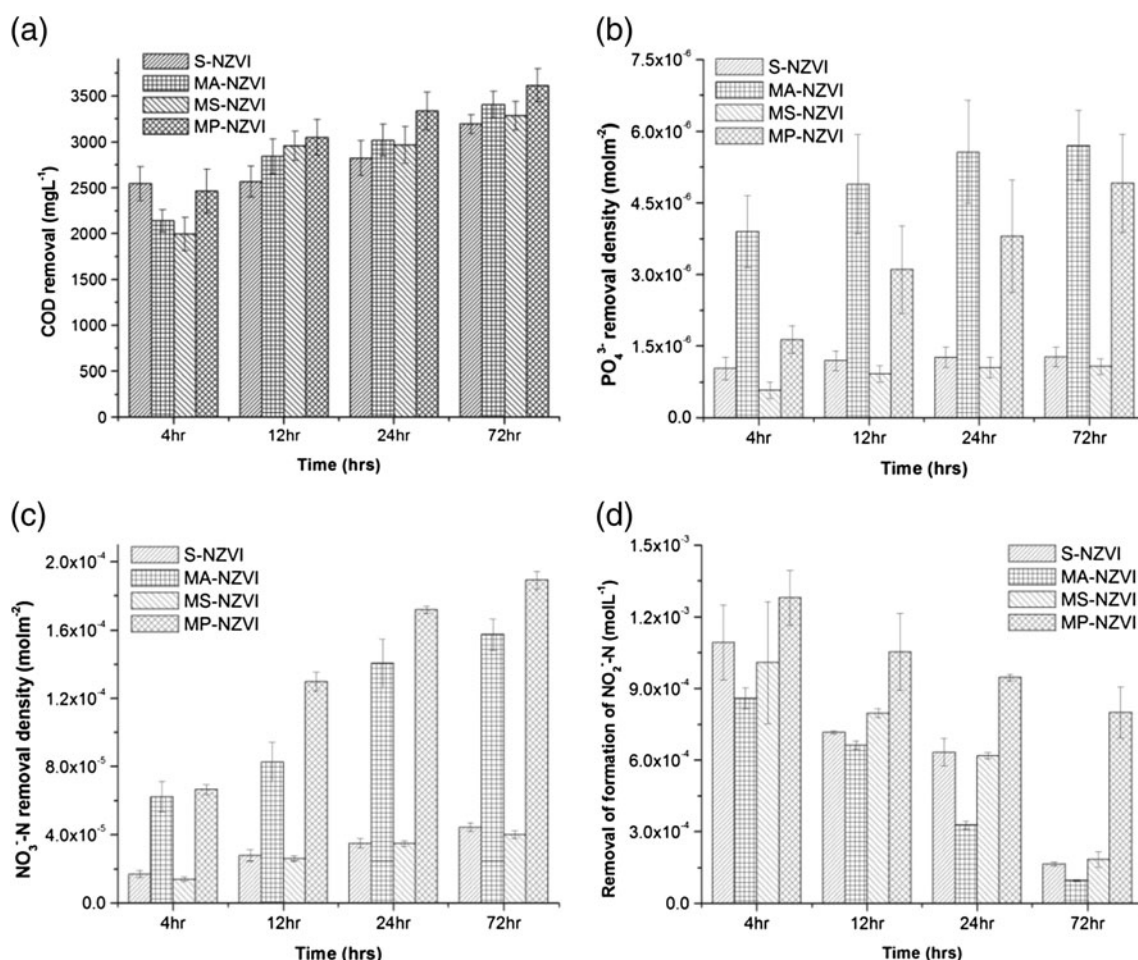 (a)
S-NZVI
MA-NZVI
MS-NZVI
MP-NZVI
3500
3000
2500
2000
1500
1000
500
0
COD removal (mgL⁻¹)
4hr 12hr 24hr 72hr
Time (hrs)
(b)
S-NZVI
MA-NZVI
MS-NZVI
MP-NZVI
7.5x10⁻⁶
6.0x10⁻⁶
4.5x10⁻⁶
3.0x10⁻⁶
1.5x10⁻⁶
0.0
PO₄³⁻ removal density (molm⁻²)
4hr 12hr 24hr 72hr
Time (hrs)
(c)
S-NZVI
MA-NZVI
MS-NZVI
MP-NZVI
2.0x10⁻⁴
1.6x10⁻⁴
1.2x10⁻⁴
8.0x10⁻⁵
4.0x10⁻⁵
0.0
NO₃⁻-N removal density (molm⁻²)
4hr 12hr 24hr 72hr
Time (hrs)
(d)
S-NZVI
MA-NZVI
MS-NZVI
MP-NZVI
1.5x10⁻³
1.2x10⁻³
9.0x10⁻⁴
6.0x10⁻⁴
3.0x10⁻⁴
0.0
Removal of formation of NO₂⁻-N (molL⁻¹)
4hr 12hr 24hr 72hr
Time (hrs)